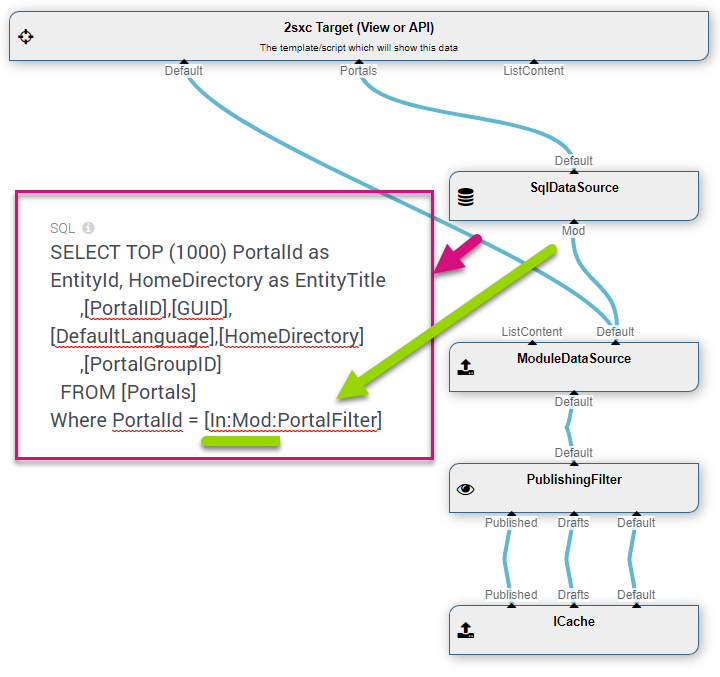 2sxc Target (View or API)
The template/script which will show this data
Default
Portals
ListContent
Default
SqlDataSource
Mod
SQL
SELECT TOP (1000) PortalId as
EntityId, HomeDirectory as EntityTitle
,[PortalID],[GUID],
[DefaultLanguage],[HomeDirectory]
,[PortalGroupID]
FROM [Portals]
Where PortalId = [In:Mod:PortalFilter]
ListContent
Default
ModuleDataSource
Default
Default
PublishingFilter
Published
Drafts
Default
Published
Drafts
Default
ICache